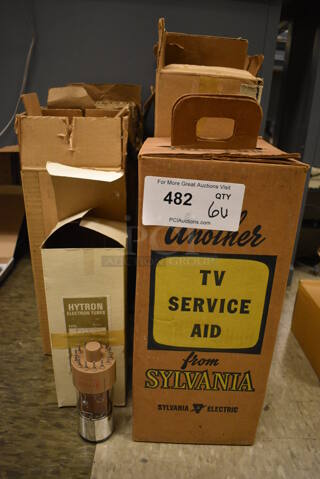 For More Great Auctions Visit
482
QTY
6U
PCIAuctions.com
Another
TV
SERVICE
AID
from
SYLVANIA
SYLVANIA ELECTRIC
HYTRON
ELECTRON TUBES